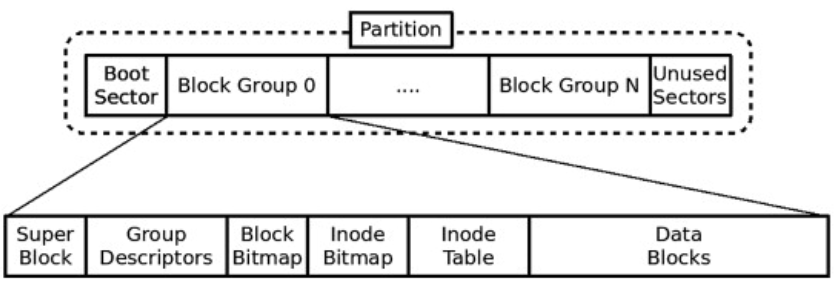 Partition
Boot
Sector
Block Group 0
....
Block Group N
Unused
Sectors
Super
Block
Group
Descriptors
Block
Bitmap
Inode
Bitmap
Inode
Table
Data
Blocks